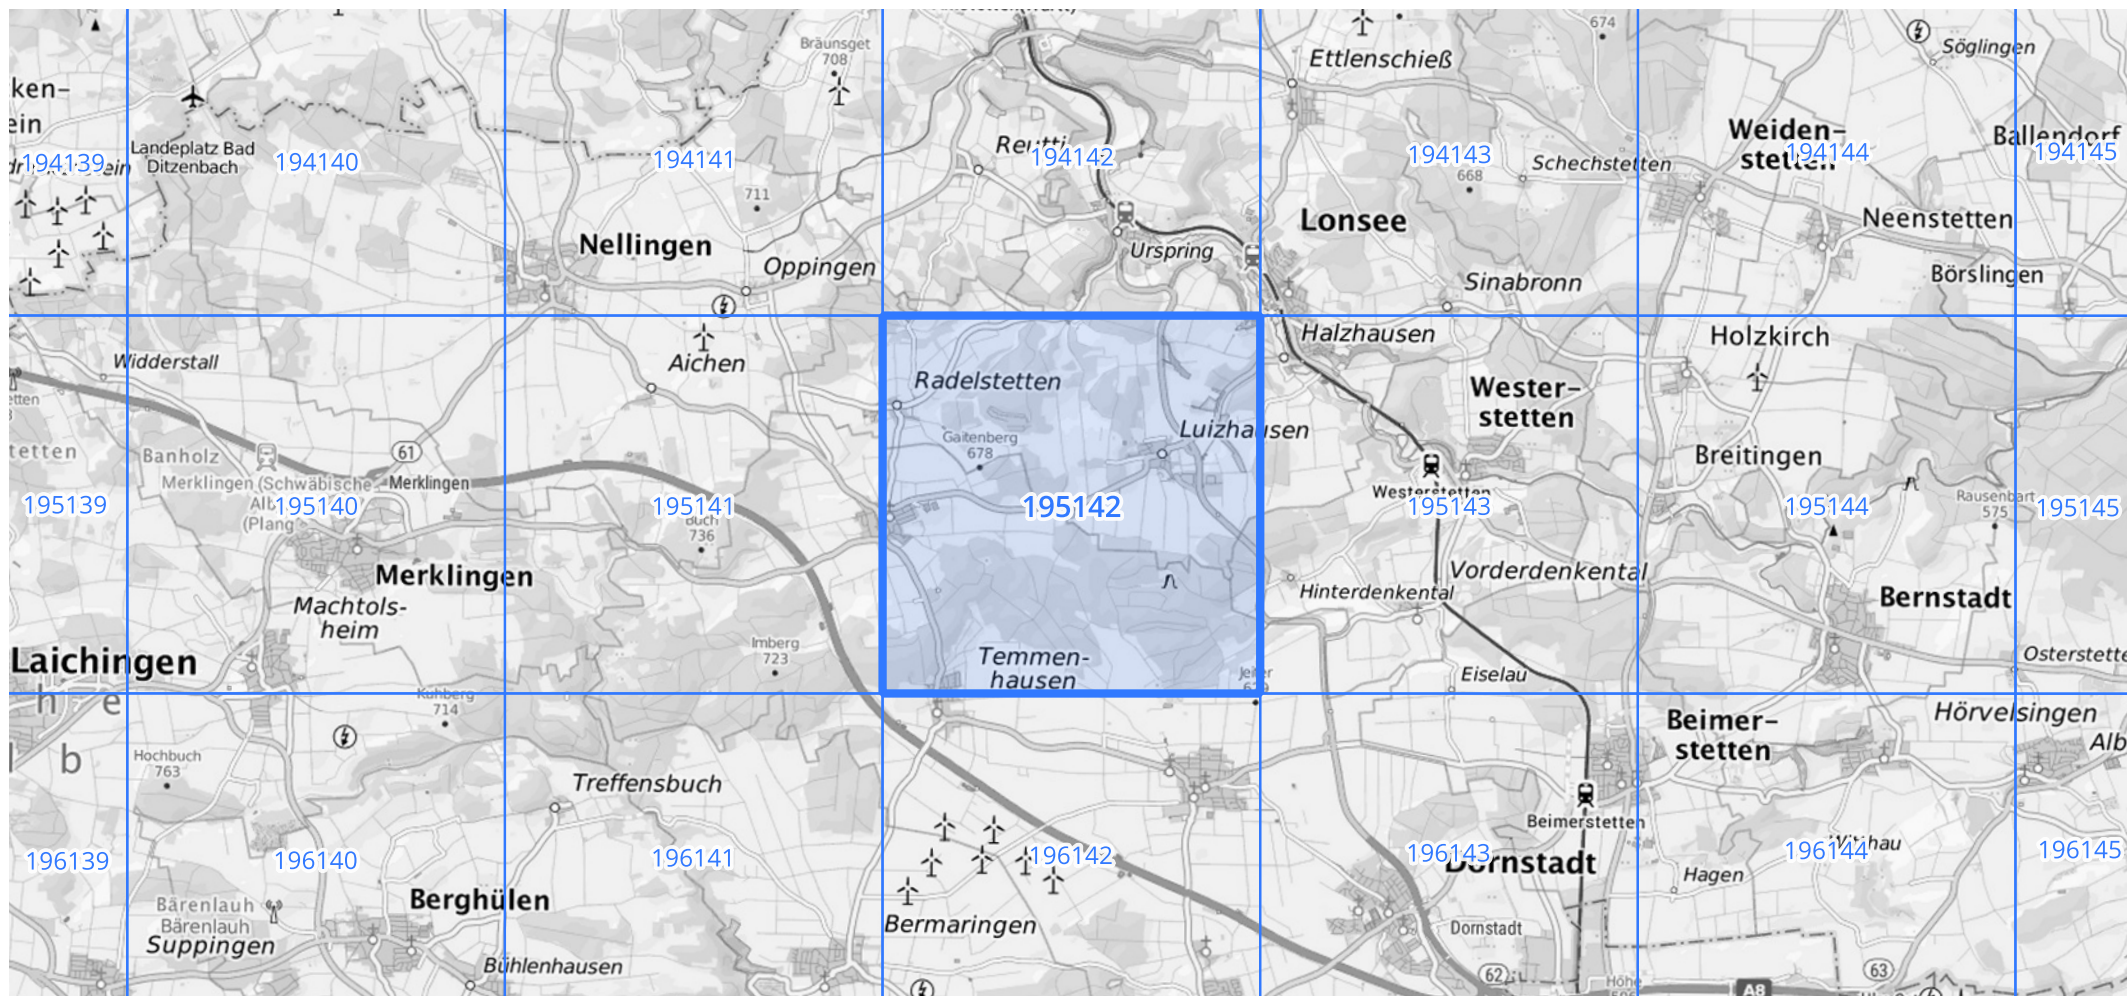 674
Söglingen
Bräunsget
708
Ettlenschieß
ken-
ein
Landeplatz Bad
Ditzenbach
194139
194140
194141
Reutti
194142
194143
Schechstetten
668
Weiden-
stetten
194144
Ballendorf
194145
711
Nellingen
Oppingen
Urspring
Lonsee
Sinabronn
Neenstetten
Börslingen
Widderstall
Aichen
Radelstetten
Halzhausen
Wester-
stetten
Holzkirch
Banholz
61
Merklingen (Schwäbische
Alb
(Plang
Merklingen
Gaitenberg
678
Luizhausen
Westerstetten
Breitingen
Rausenbart
575
tetten
195139
195140
195141
Buch
736
195142
195143
195144
195145
Merklingen
Machtols-
heim
Hinterdenkental
Vorderdenkental
Bernstadt
Laichingen
Imberg
723
Temmen-
hausen
Eiselau
h e
b
Kuhberg
714
Beimer-
stetten
Hörvelsingen
Alb
Hochbuch
763
Treffensbuch
Beimerstetten
196139
196140
196141
196142
196143
Dornstadt
196144
196145
Hagen
Berghülen
Bärenlauh
Bärenlauh
Suppingen
Bühlenhausen
Bermaringen
Dornstadt
62
63
Höhe
A8